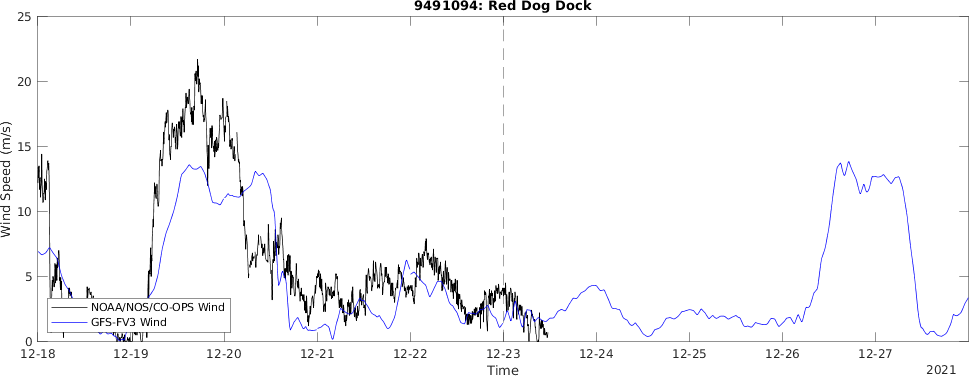 9491094: Red Dog Dock
25
20
15
10
5
0
Wind Speed (m/s)
NOAA/NOS/CO-OPS Wind
GFS-FV3 Wind
12-18 12-19 12-20 12-21 12-22 12-23 12-24 12-25 12-26 12-27
Time
2021